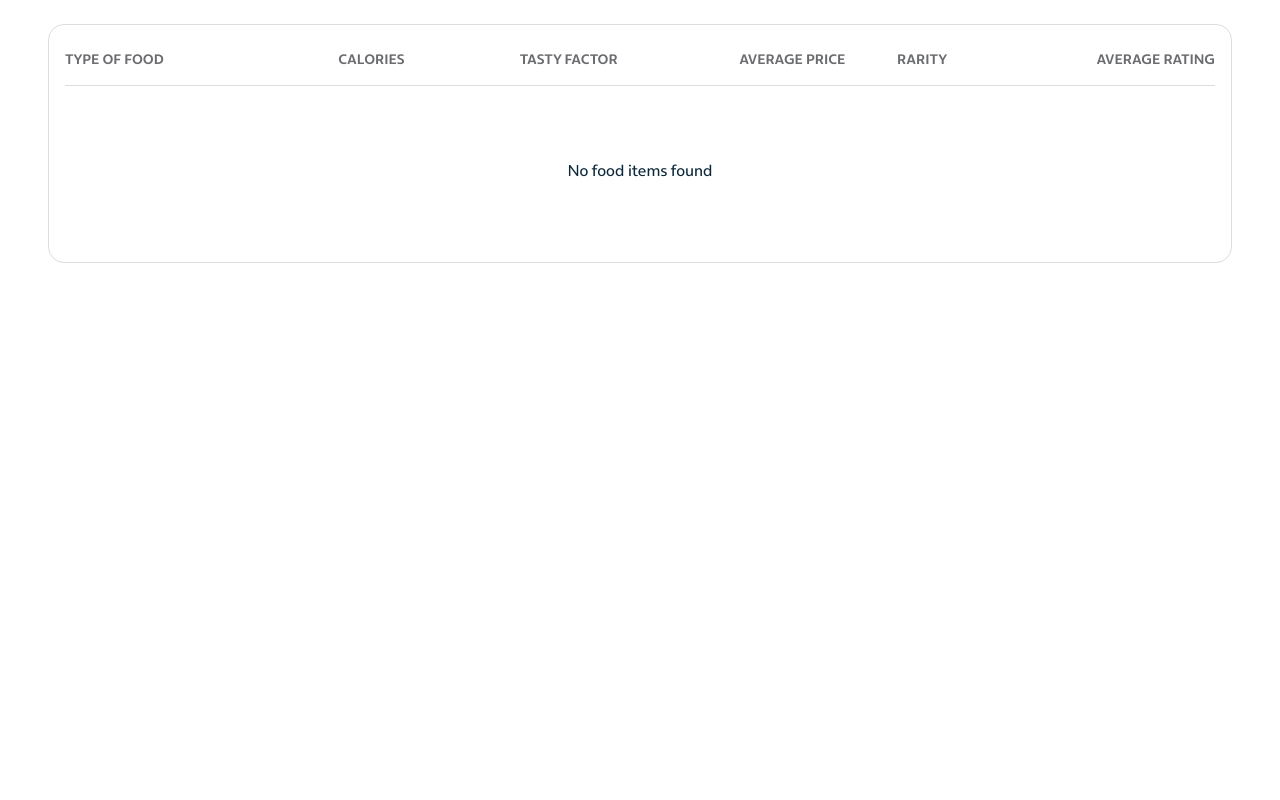 TYPE OF FOOD CALORIES TASTY FACTOR AVERAGE PRICE RARITY AVERAGE RATING
No food items found